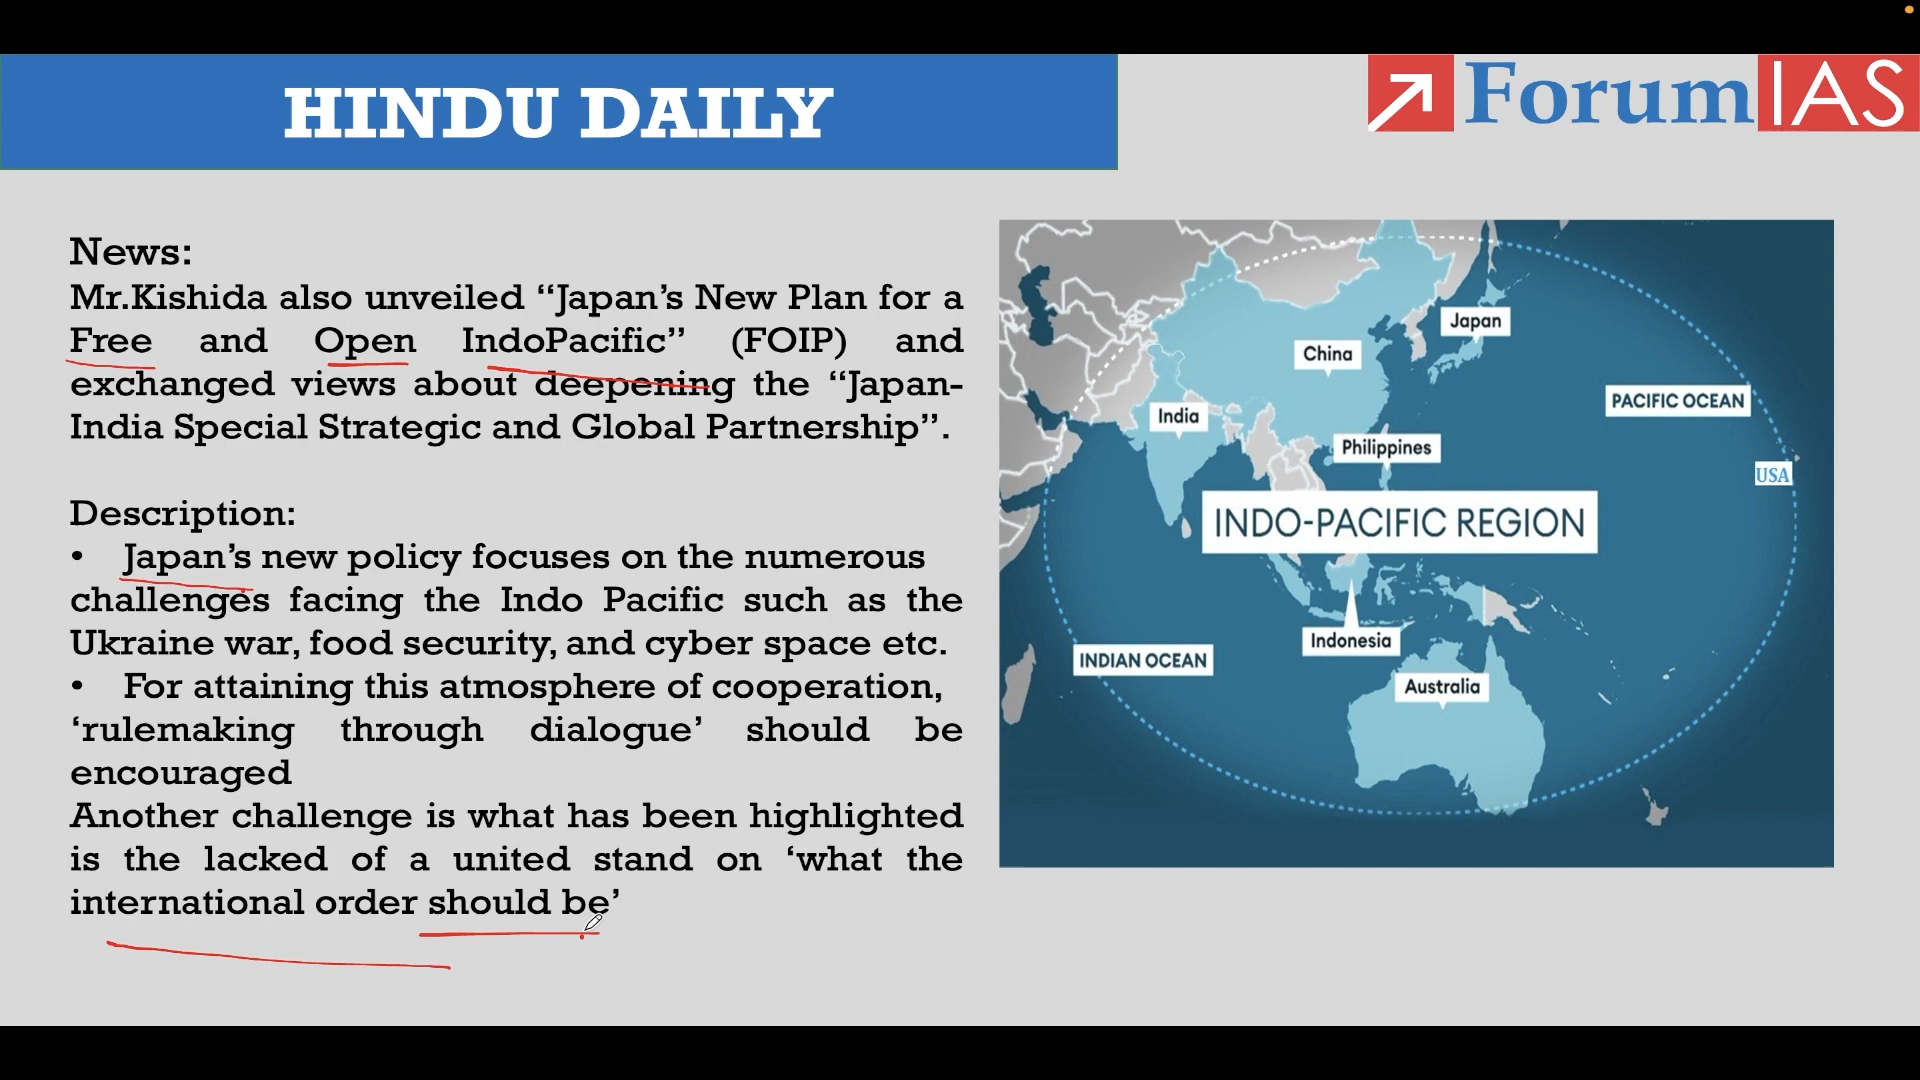 HINDU DAILY
ForumIAS
News:
Mr.Kishida also unveiled “Japan’s New Plan for a
Free and Open IndoPacific” (FOIP) and
exchanged views about deepening the “Japan-
India Special Strategic and Global Partnership”.
Description:
• Japan’s new policy focuses on the numerous
challenges facing the Indo Pacific such as the
Ukraine war, food security, and cyber space etc.
• For attaining this atmosphere of cooperation,
‘rulemaking through dialogue’ should be
encouraged
Another challenge is what has been highlighted
is the lacked of a united stand on ‘what the
international order should be’
Japan
China
PACIFIC OCEAN
India
Philippines
USA
INDO-PACIFIC REGION
Indonesia
INDIAN OCEAN
Australia